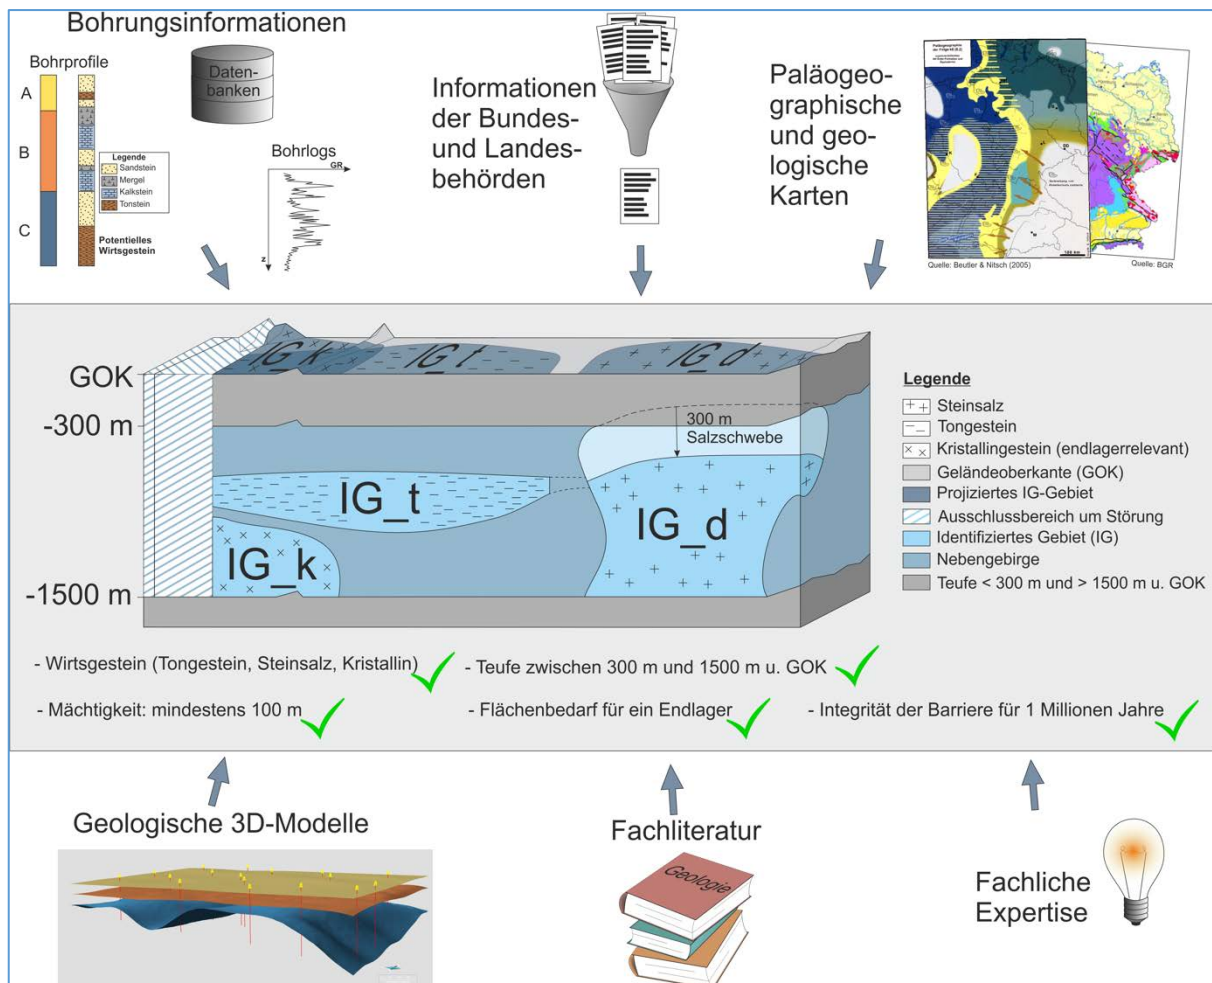 Bohrungsinformationen
Bohrprofile
A
B
C
Legende
Sandstein
Mergel
Kalkstein
Tonstein
Potentielles
Wirtsgestein
Daten-
banken
Bohrlogs
GR
z
Informationen
der Bundes-
und Landes-
behörden
Paläogeo-
graphische
und geo-
logische
Karten
Quelle: Beutler & Nitsch (2005)
Quelle: BGR
GOK
-300 m
-1500 m
IG_k
IG_t
IG_d
300 m
Salzschwebe
IG_t
IG_k
IG_d
Legende
Steinsalz
Tongestein
Kristallingestein (endlagerrelevant)
Geländeoberkante (GOK)
Projiziertes IG-Gebiet
Ausschlussbereich um Störung
Identifiziertes Gebiet (IG)
Nebengebirge
Teufe < 300 m und > 1500 m u. GOK
- Wirtsgestein (Tongestein, Steinsalz, Kristallin)
- Teufe zwischen 300 m und 1500 m u. GOK
- Mächtigkeit: mindestens 100 m
- Flächenbedarf für ein Endlager
- Integrität der Barriere für 1 Millionen Jahre
Geologische 3D-Modelle
Fachliteratur
Geologie
Fachliche
Expertise